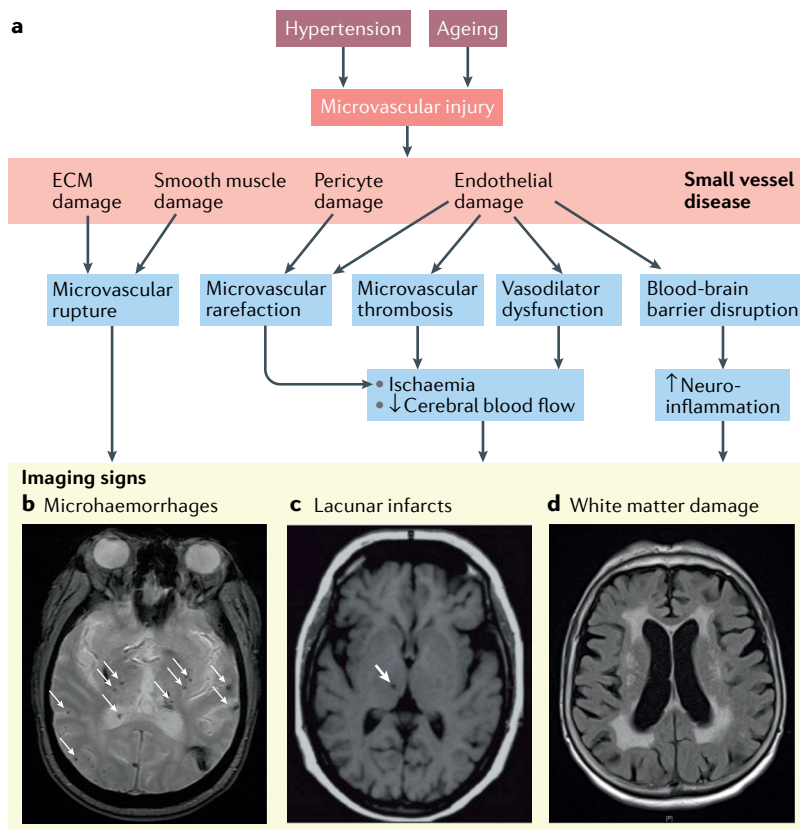 a
Hypertension
Ageing
Microvascular injury
ECM
damage
Smooth muscle
damage
Pericyte
damage
Endothelial
damage
Small vessel
disease
Microvascular
rupture
Microvascular
rarefaction
Microvascular
thrombosis
Vasodilator
dysfunction
Blood-brain
barrier disruption
• Ischaemia
• ↓ Cerebral blood flow
↑ Neuro-
inflammation
Imaging signs
b Microhaemorrhages
c Lacunar infarcts
d White matter damage
[P]